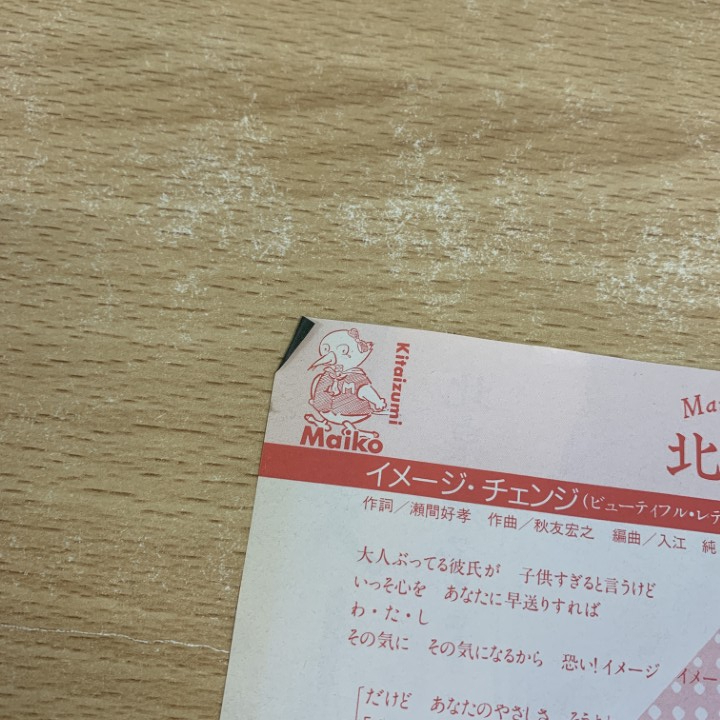 Kitaizumi
Maiko
Ma
北
イメージ・チェンジ(ビューティフル・レデ
作詞/瀬間好孝 作曲/秋友宏之 編曲/入江 純
大人ぶってる彼氏が 子供すぎると言うけど
いっそ心を あなたに早送りすれば
わ・た・し
その気に その気になるから 恐い!イメージ イメー
「だけど あなたのやさしさ